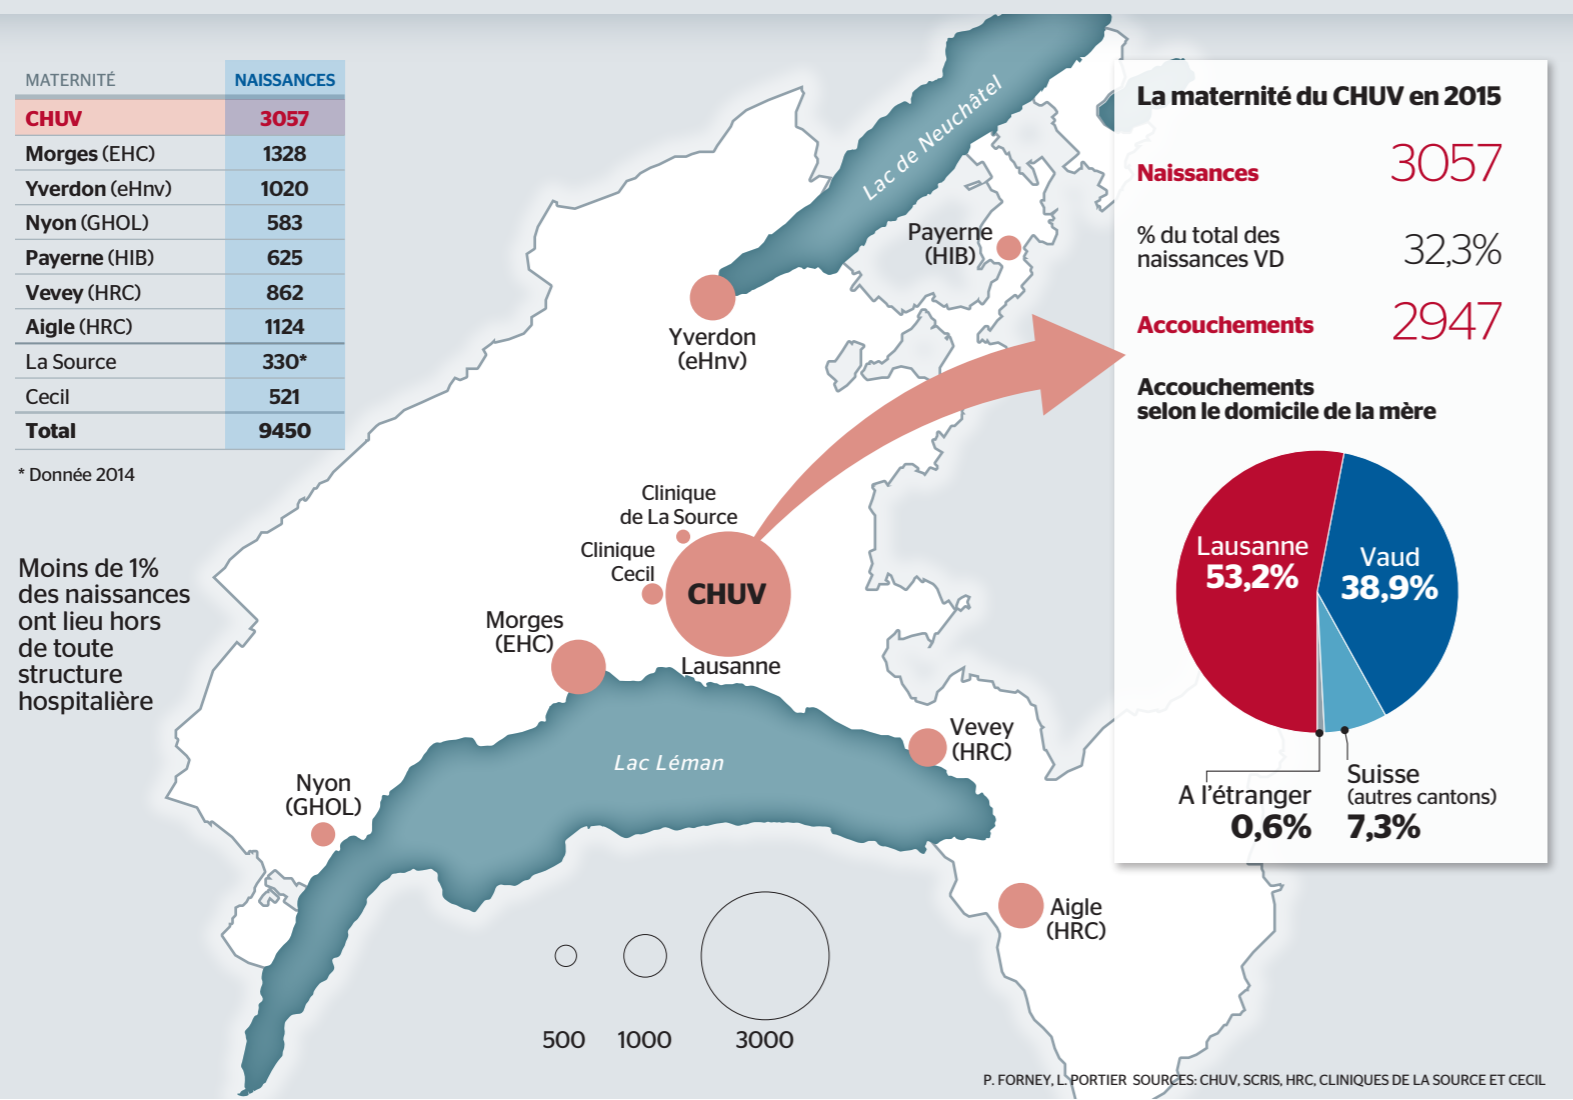 MATERNITÉ NAISSANCES
CHUV 3057
Morges (EHC) 1328
Yverdon (eHnv) 1020
Nyon (GHOL) 583
Payerne (HIB) 625
Vevey (HRC) 862
Aigle (HRC) 1124
La Source 330*
Cecil 521
Total 9450
* Donnée 2014
Moins de 1%
des naissances
ont lieu hors
de toute
structure
hospitalière
Lac de Neuchâtel
Payerne
(HIB)
Yverdon
(eHnv)
Clinique
de La Source
Clinique
Cecil
CHUV
Lausanne
Morges
(EHC)
Vevey
(HRC)
Lac Léman
Nyon
(GHOL)
Aigle
(HRC)
500 1000 3000
La maternité du CHUV en 2015
Naissances 3057
% du total des
naissances VD 32,3%
Accouchements 2947
Accouchements
selon le domicile de la mère
Lausanne
53,2%
Vaud
38,9%
A l'étranger
0,6%
Suisse
(autres cantons)
7,3%
P. FORNEY, L. PORTIER SOURCES: CHUV, SCRIS, HRC, CLINIQUES DE LA SOURCE ET CECIL